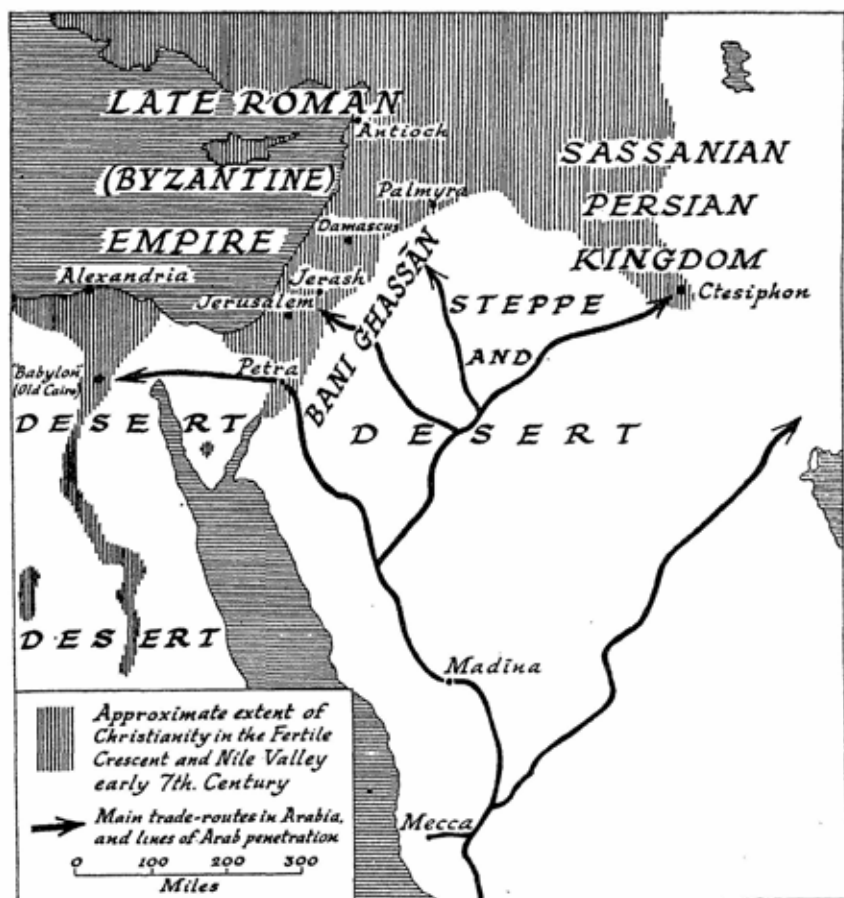 LATE ROMAN
Antioch
(BYZANTINE)
SASSANIAN
PERSIAN
KINGDOM
Palmyra
Damascus
EMPIRE
Alexandria
Jerash
Jerusalem
BANI GHASSĀN
STEPPE
AND
Ctesiphon
Petra
"Babylon"
(Old Cairo)
DESERT
DESERT
DESERT
Madīna
Mecca
Approximate extent of
Christianity in the Fertile
Crescent and Nile Valley
early 7th. Century
Main trade-routes in Arabia,
and lines of Arab penetration
0 100 200 300
Miles